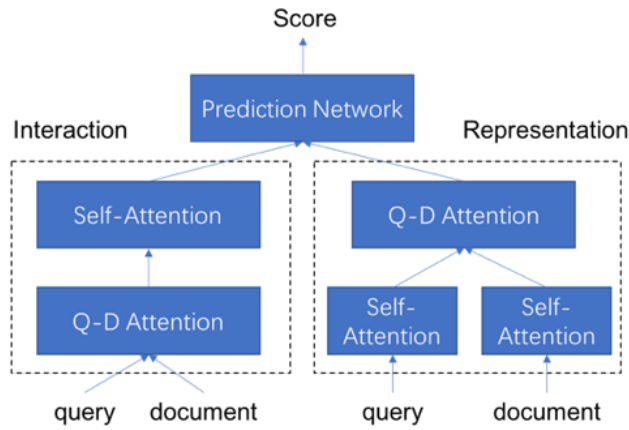 Score
Prediction Network
Interaction
Representation
Self-Attention
Q-D Attention
Q-D Attention
Self-
Attention
Self-
Attention
query
document
query
document